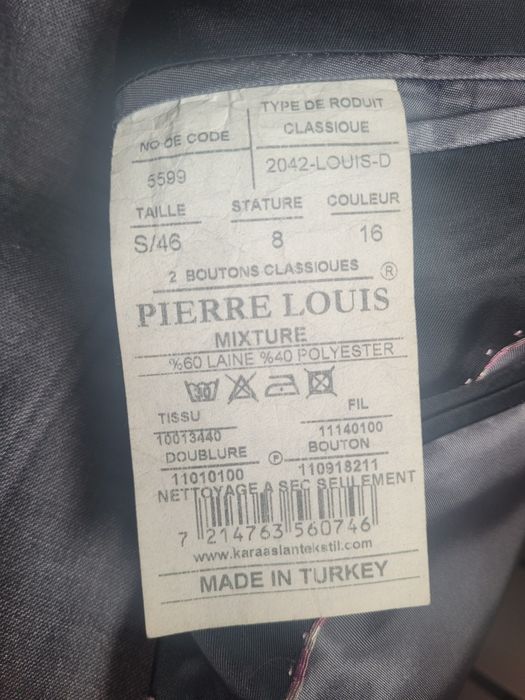 TYPE DE RODUIT
NO DE CODE
CLASSIQUE
5599
2042-LOUIS-D
TAILLE STATURE COULEUR
S/46 8 16
2 BOUTONS CLASSIQUES ®
PIERRE LOUIS
MIXTURE
%60 LAINE %40 POLYESTER
TISSU FIL
10013440 11140100
DOUBLURE P BOUTON
11010100 110918211
NETTOYAGE A SEC SEULEMENT
7 214763 560746
www.karaaslantekstil.com
MADE IN TURKEY